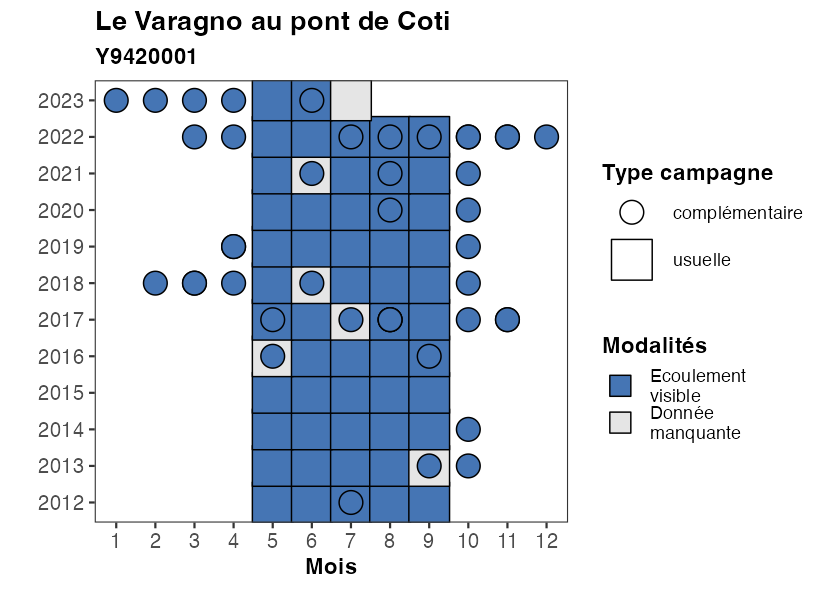 Le Varagno au pont de Coti
Y9420001
2023
2022
2021
2020
2019
2018
2017
2016
2015
2014
2013
2012
1 2 3 4 5 6 7 8 9 10 11 12
Mois
Type campagne
complémentaire
usuelle
Modalités
Ecoulement
visible
Donnée
manquante